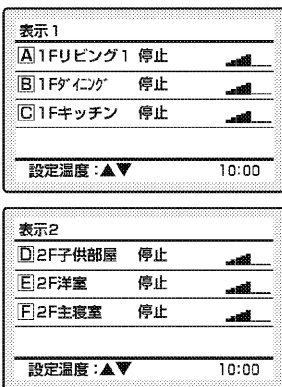 表示1
A 1Fリビング1 停止
B 1Fダイニング 停止
C 1Fキッチン 停止
設定温度:▲▼ 10:00
表示2
D 2F子供部屋 停止
E 2F洋室 停止
F 2F主寝室 停止
設定温度:▲▼ 10:00